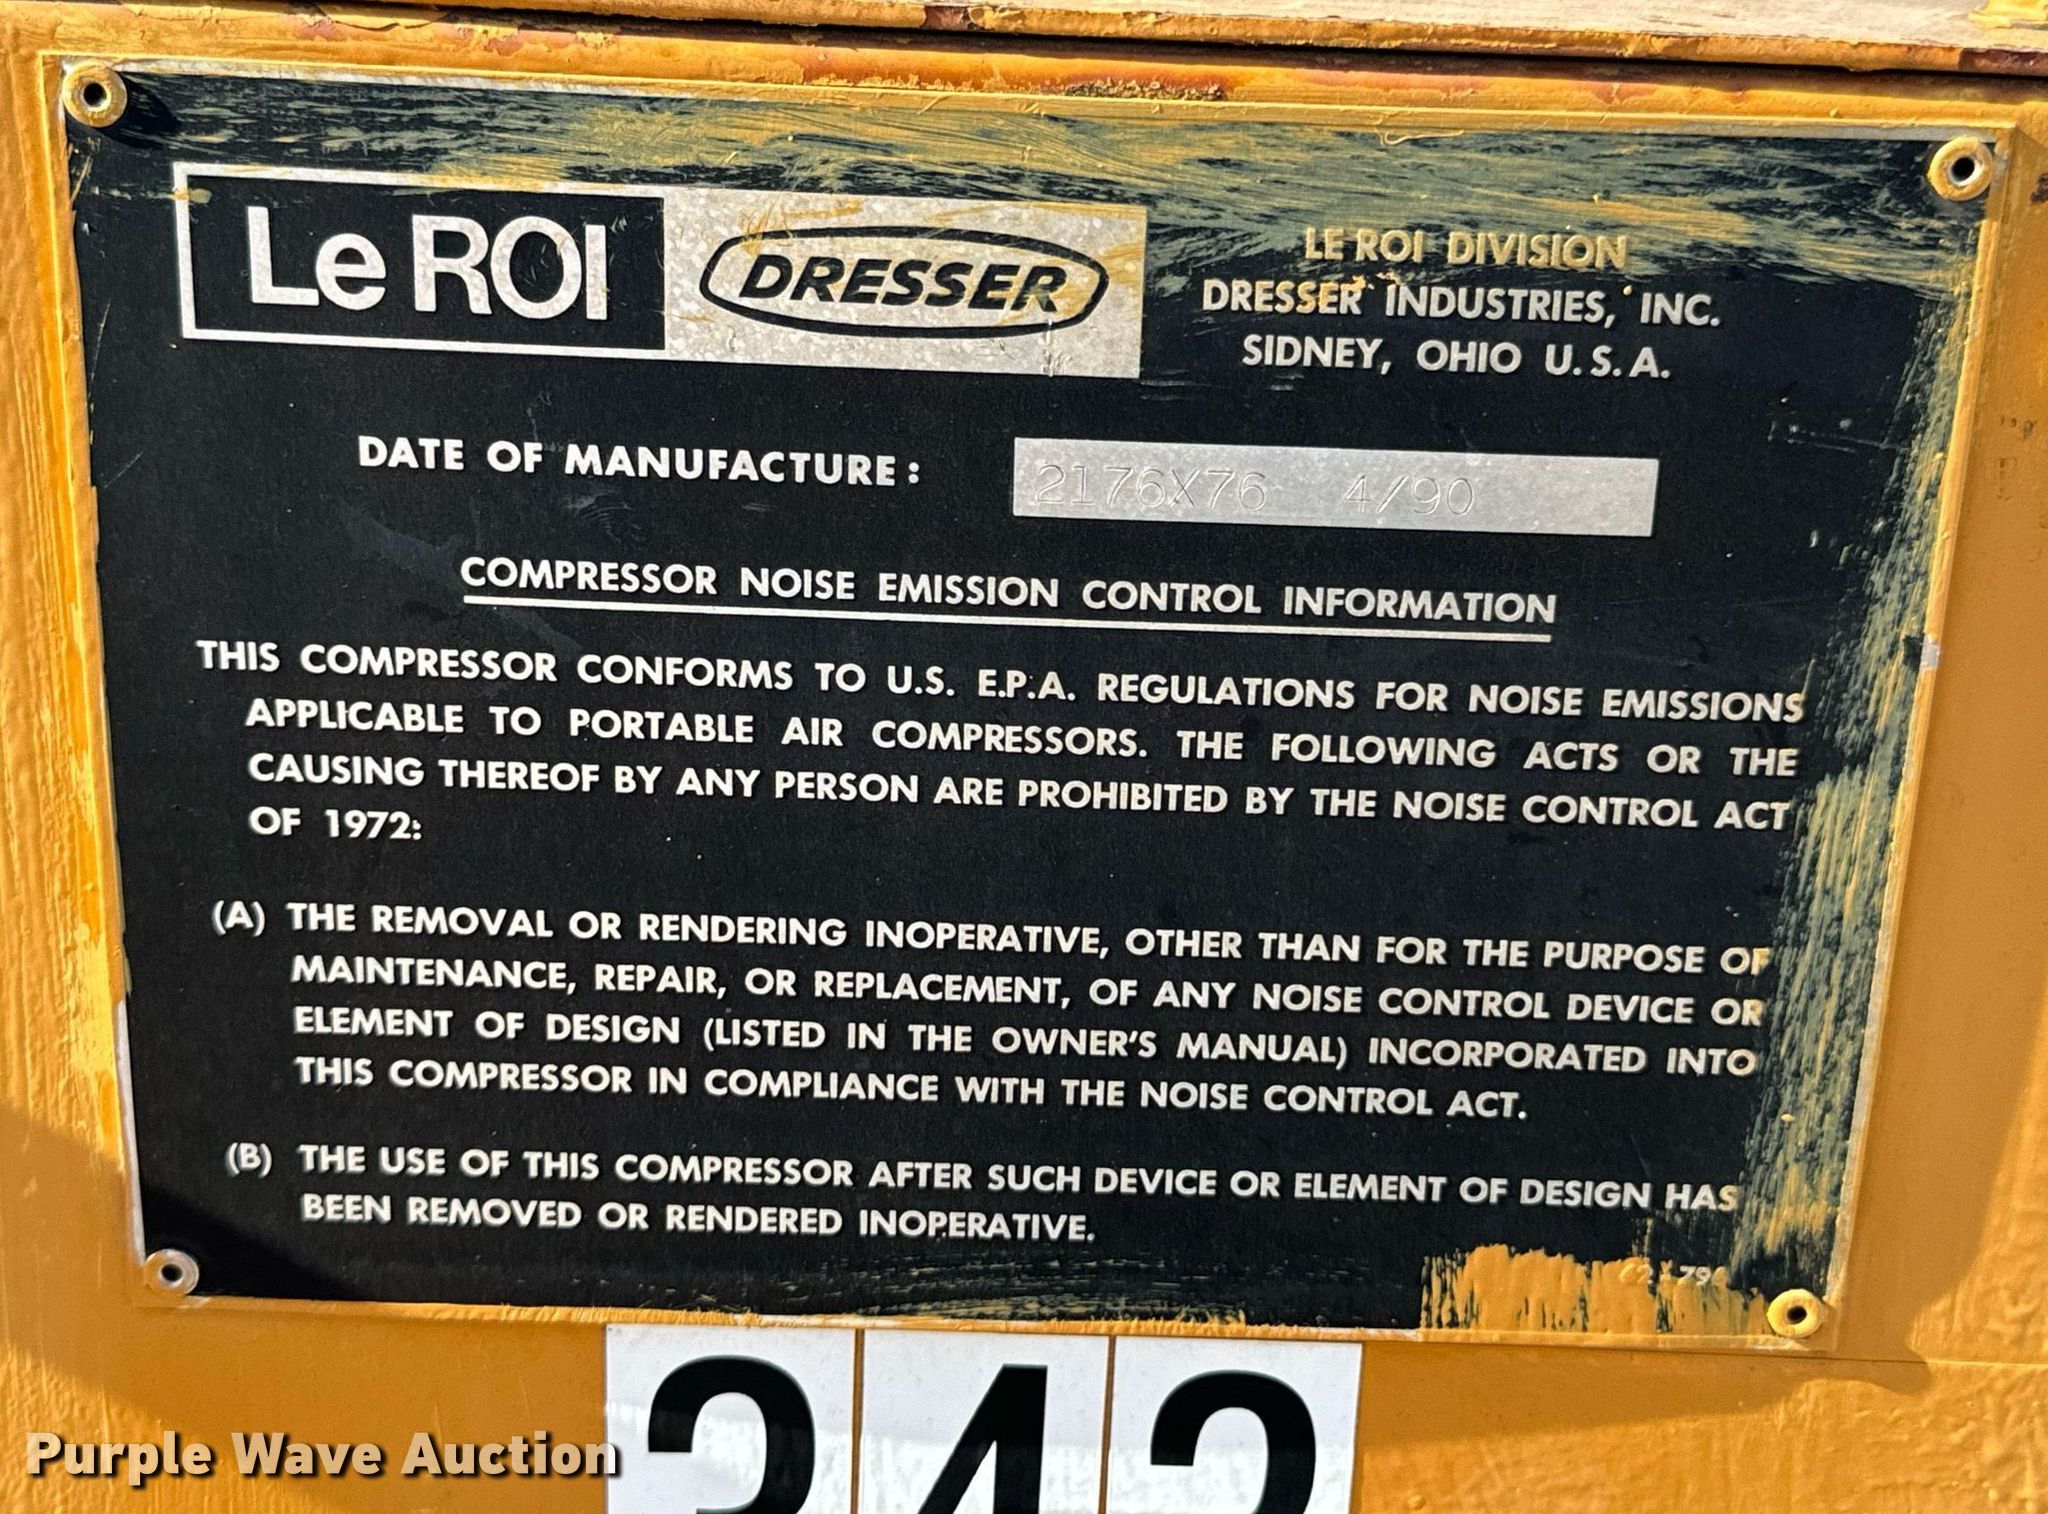 Le ROI DRESSER
LE ROI DIVISION
DRESSER INDUSTRIES, INC.
SIDNEY, OHIO U.S.A.
DATE OF MANUFACTURE: 2176X76 4/90
COMPRESSOR NOISE EMISSION CONTROL INFORMATION
THIS COMPRESSOR CONFORMS TO U.S. E.P.A. REGULATIONS FOR NOISE EMISSIONS
APPLICABLE TO PORTABLE AIR COMPRESSORS. THE FOLLOWING ACTS OR THE
CAUSING THEREOF BY ANY PERSON ARE PROHIBITED BY THE NOISE CONTROL ACT
OF 1972:
(A) THE REMOVAL OR RENDERING INOPERATIVE, OTHER THAN FOR THE PURPOSE OF
MAINTENANCE, REPAIR, OR REPLACEMENT, OF ANY NOISE CONTROL DEVICE OR
ELEMENT OF DESIGN (LISTED IN THE OWNER'S MANUAL) INCORPORATED INTO
THIS COMPRESSOR IN COMPLIANCE WITH THE NOISE CONTROL ACT.
(B) THE USE OF THIS COMPRESSOR AFTER SUCH DEVICE OR ELEMENT OF DESIGN HAS
BEEN REMOVED OR RENDERED INOPERATIVE.
Purple Wave Auction